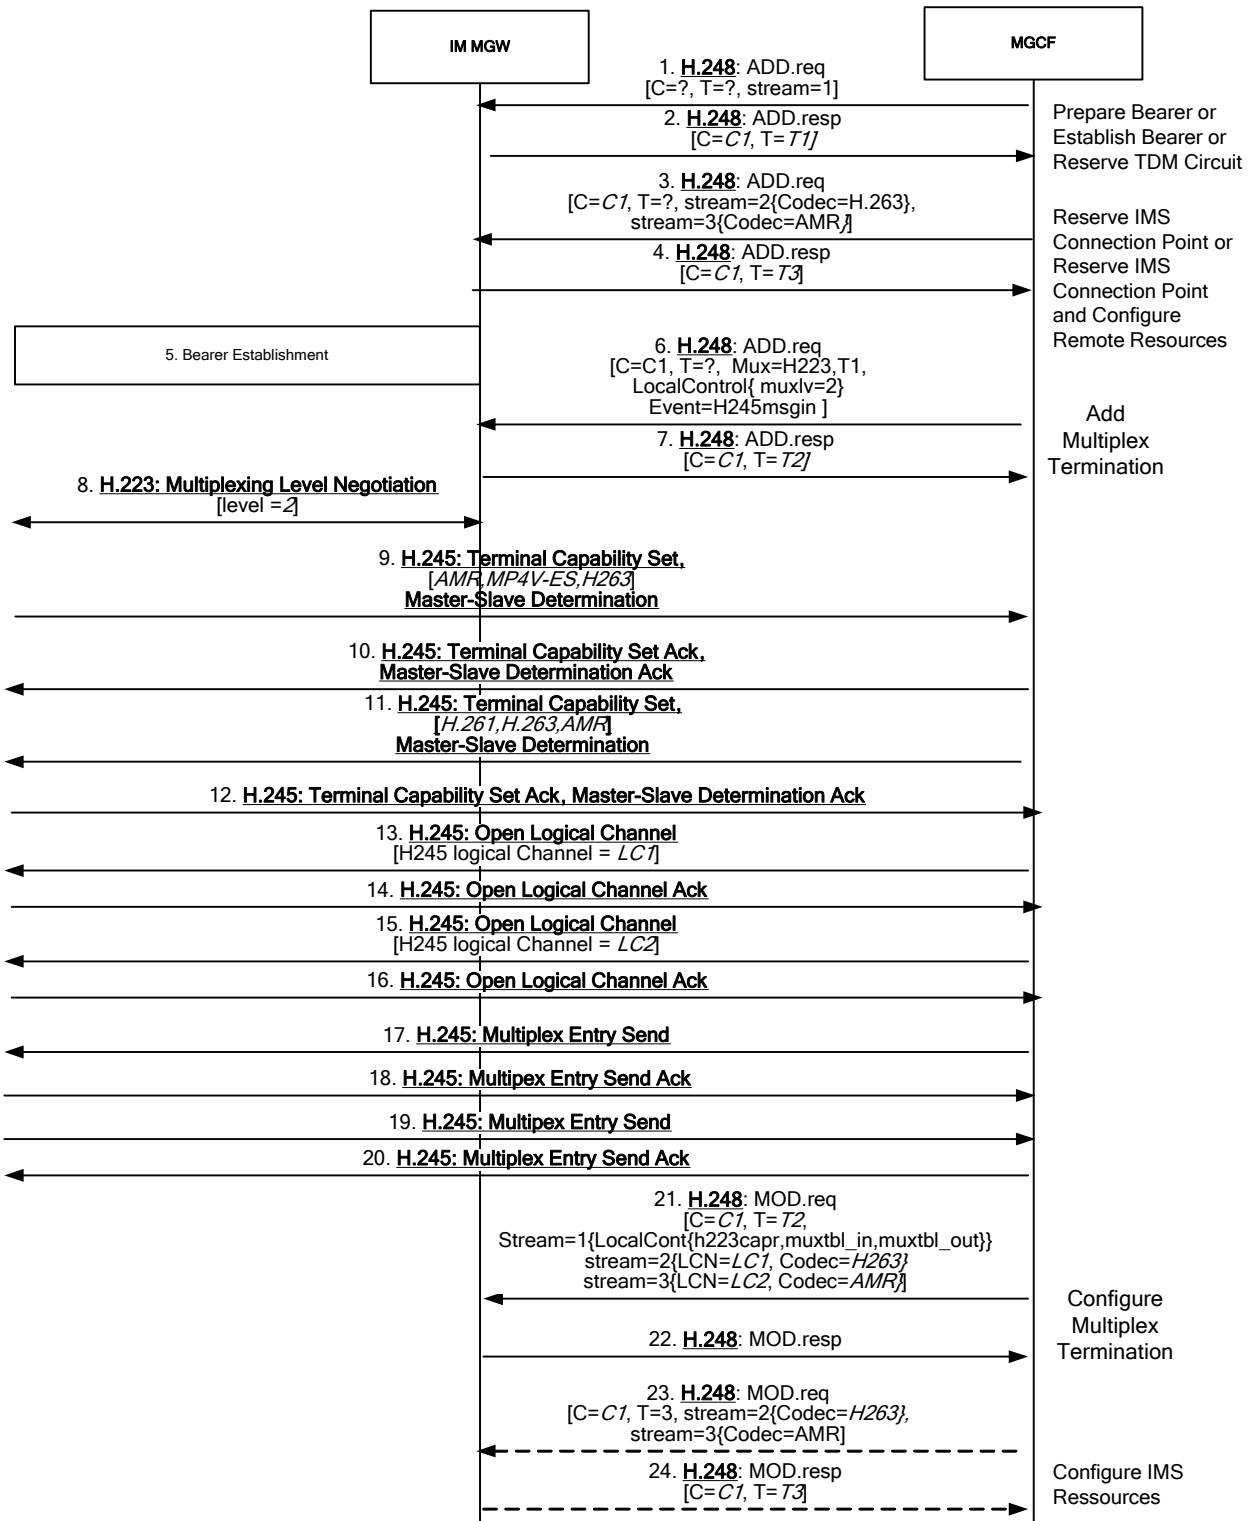 IM MGW
MGCF
1. H.248: ADD.req
[C=?, T=?, stream=1]
2. H.248: ADD.resp
[C=C1, T=T1]
Prepare Bearer or
Establish Bearer or
Reserve TDM Circuit
3. H.248: ADD.req
[C=C1, T=?, stream=2{Codec=H.263},
stream=3{Codec=AMR}]
4. H.248: ADD.resp
[C=C1, T=T3]
Reserve IMS
Connection Point or
Reserve IMS
Connection Point
and Configure
Remote Resources
5. Bearer Establishment
6. H.248: ADD.req
[C=C1, T=?, Mux=H223,T1,
LocalControl{ muxlv=2}
Event=H245msgin ]
7. H.248: ADD.resp
[C=C1, T=T2]
Add
Multiplex
Termination
8. H.223: Multiplexing Level Negotiation
[level =2]
9. H.245: Terminal Capability Set,
[AMR,MP4V-ES,H263]
Master-Slave Determination
10. H.245: Terminal Capability Set Ack,
Master-Slave Determination Ack
11. H.245: Terminal Capability Set,
[H.261,H.263,AMR]
Master-Slave Determination
12. H.245: Terminal Capability Set Ack, Master-Slave Determination Ack
13. H.245: Open Logical Channel
[H245 logical Channel = LC1]
14. H.245: Open Logical Channel Ack
15. H.245: Open Logical Channel
[H245 logical Channel = LC2]
16. H.245: Open Logical Channel Ack
17. H.245: Multiplex Entry Send
18. H.245: Multipex Entry Send Ack
19. H.245: Multipex Entry Send
20. H.245: Multiplex Entry Send Ack
21. H.248: MOD.req
[C=C1, T=T2,
Stream=1{LocalCont{h223capr,muxtbl_in,muxtbl_out}}
stream=2{LCN=LC1, Codec=H263}
stream=3{LCN=LC2, Codec=AMR}]
22. H.248: MOD.resp
Configure
Multiplex
Termination
23. H.248: MOD.req
[C=C1, T=3, stream=2{Codec=H263},
stream=3{Codec=AMR]
24. H.248: MOD.resp
[C=C1, T=T3]
Configure IMS
Ressources